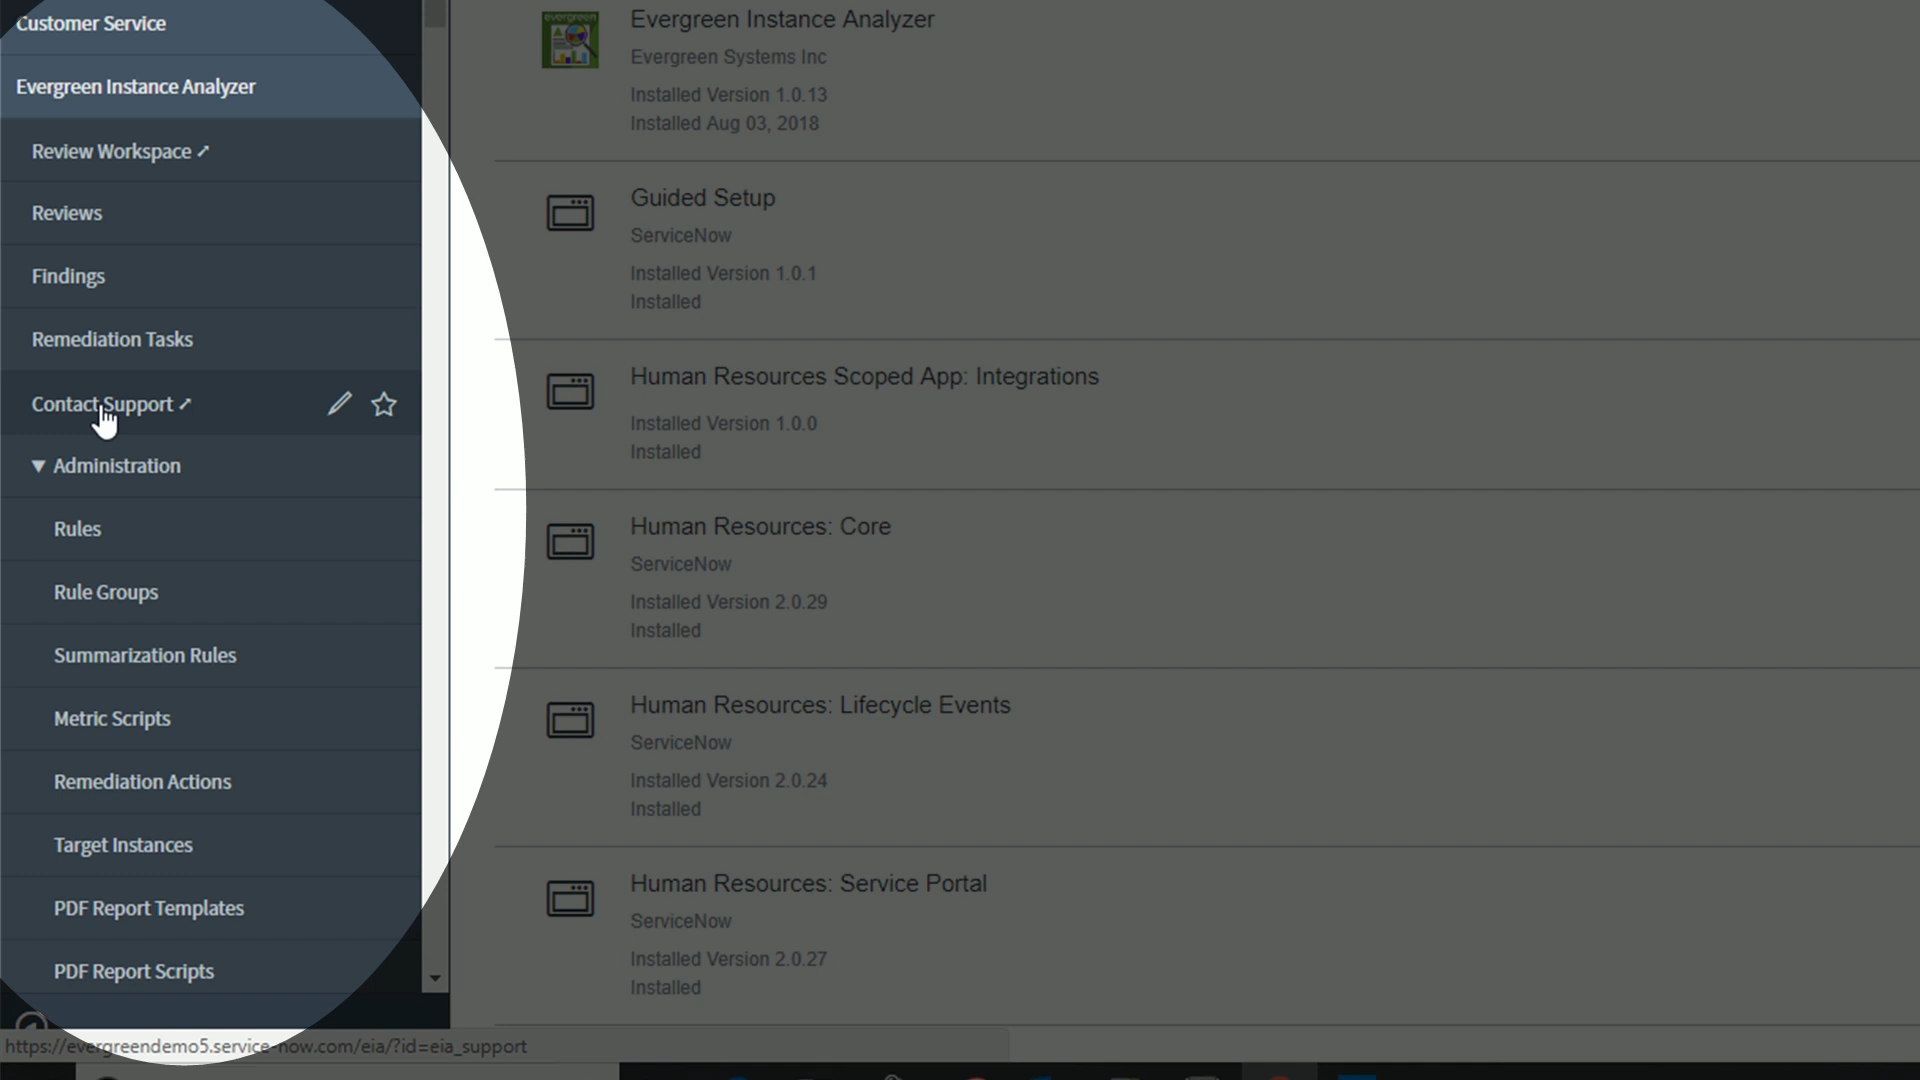 Customer Service
Evergreen Instance Analyzer
Review Workspace
Reviews
Findings
Remediation Tasks
Contact Support
Administration
Rules
Rule Groups
Summarization Rules
Metric Scripts
Remediation Actions
Target Instances
PDF Report Templates
PDF Report Scripts
https://evergreendemo5.service-now.com/eia/?id=eia_support
evergreen
Evergreen Instance Analyzer
Evergreen Systems Inc
Installed Version 1.0.13
Installed Aug 03, 2018
Guided Setup
ServiceNow
Installed Version 1.0.1
Installed
Human Resources Scoped App: Integrations
Installed Version 1.0.0
Installed
Human Resources: Core
ServiceNow
Installed Version 2.0.29
Installed
Human Resources: Lifecycle Events
ServiceNow
Installed Version 2.0.24
Installed
Human Resources: Service Portal
ServiceNow
Installed Version 2.0.27
Installed